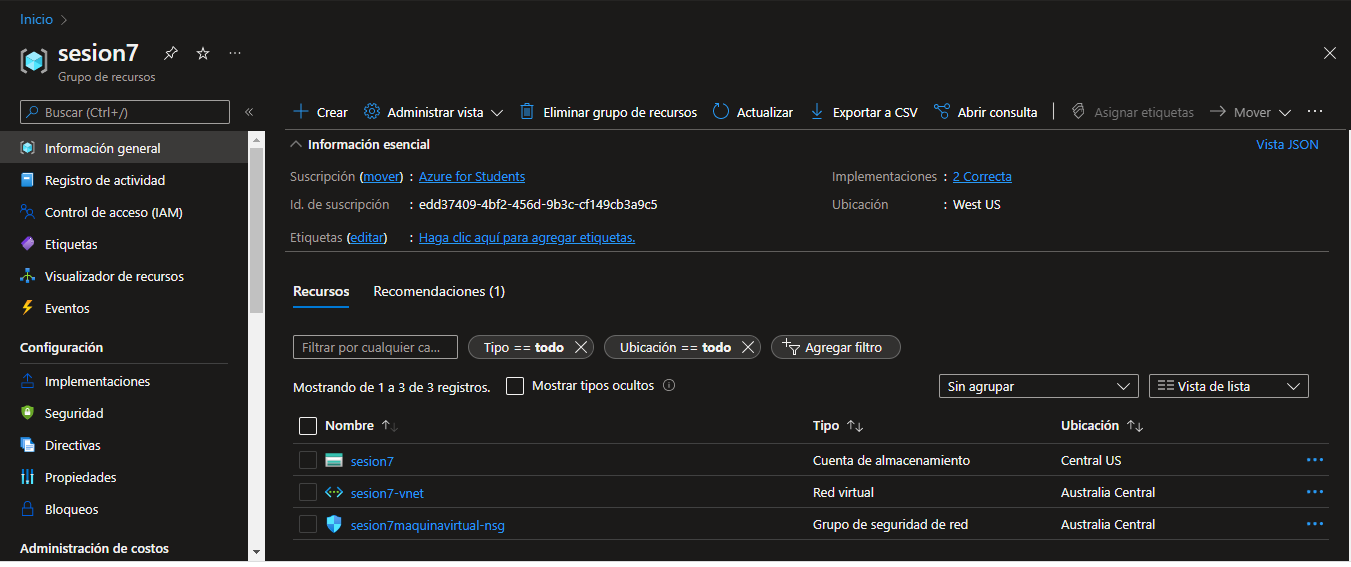 Inicio
sesion7
Grupo de recursos
Buscar (Ctrl+/)
Información general
Registro de actividad
Control de acceso (IAM)
Etiquetas
Visualizador de recursos
Eventos
Configuración
Implementaciones
Seguridad
Directivas
Propiedades
Bloqueos
Administración de costos
Crear Administrar vista Eliminar grupo de recursos Actualizar Exportar a CSV Abrir consulta Asignar etiquetas Mover
Información esencial Vista JSON
Suscripción (mover) : Azure for Students Implementaciones : 2 Correcta
Id. de suscripción : edd37409-4bf2-456d-9b3c-cf149cb3a9c5 Ubicación : West US
Etiquetas (editar) : Haga clic aquí para agregar etiquetas.
Recursos Recomendaciones (1)
Filtrar por cualquier ca... Tipo == todo Ubicación == todo Agregar filtro
Mostrando de 1 a 3 de 3 registros. Mostrar tipos ocultos Sin agrupar Vista de lista
Nombre Tipo Ubicación
sesion7 Cuenta de almacenamiento Central US
sesion7-vnet Red virtual Australia Central
sesion7maquinavirtual-nsg Grupo de seguridad de red Australia Central